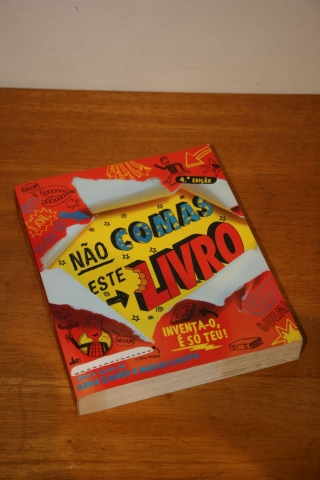 4.ª EDIÇÃO
NÃO
COMAS
ESTE
LIVRO
INVENTA-O,
É SÓ TEU!